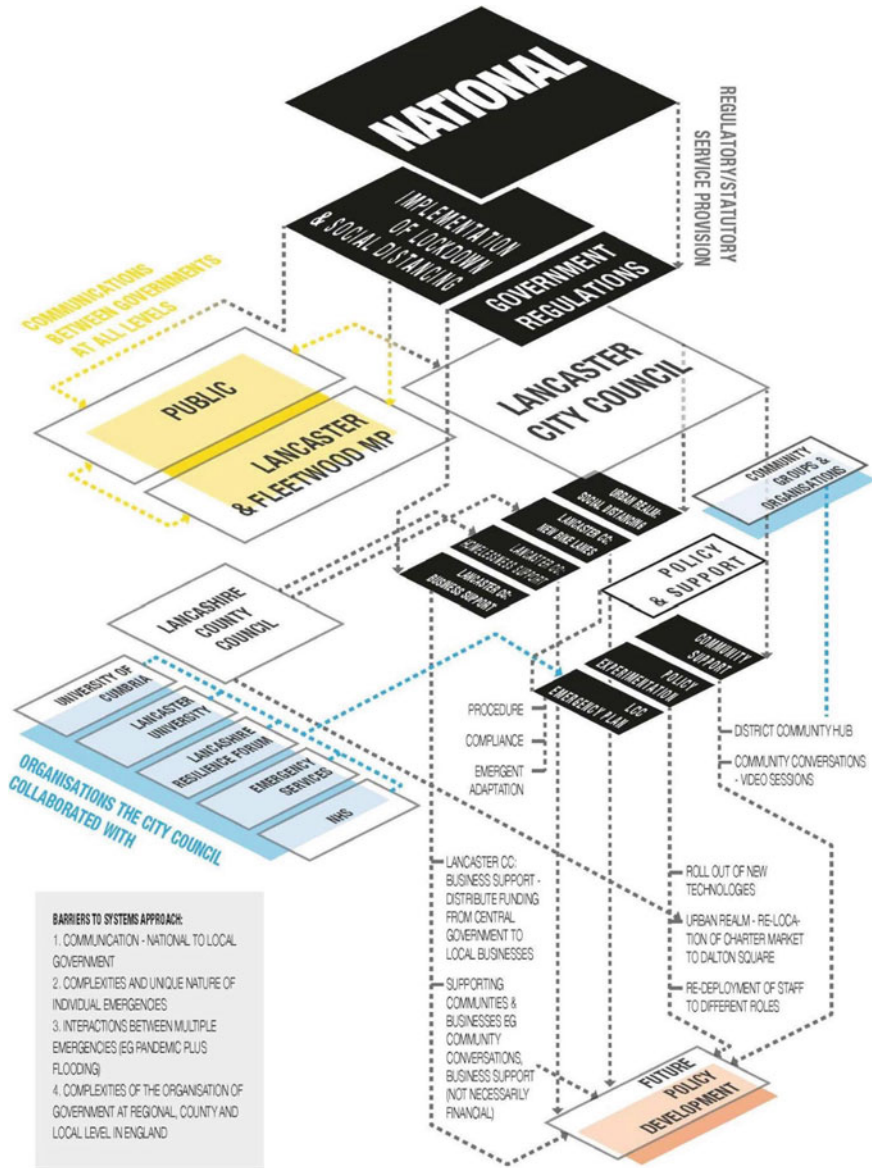 NATIONAL
REGULATORY/STATUTORY
SERVICE PROVISION
IMPLEMENTATION
OF LOCKDOWN
& SOCIAL DISTANCING
GOVERNMENT
REGULATIONS
COMMUNICATIONS
BETWEEN GOVERNMENTS
AT ALL LEVELS
PUBLIC
LANCASTER
& FLEETWOOD MP
LANCASTER
CITY COUNCIL
COMMUNITY
GROUPS &
ORGANISATIONS
URBAN REALM:
SOCIAL DISTANCING
LANCASTER CC:
NEW BIKE LANES
LANCASTER CC:
HOMELESSNESS SUPPORT
LANCASTER CC:
BUSINESS SUPPORT
POLICY
& SUPPORT
LANCASHIRE
COUNTY
COUNCIL
COMMUNITY
SUPPORT
POLICY
EXPERIMENTATION
LCC
EMERGENCY PLAN
UNIVERSITY OF
CUMBRIA
LANCASTER
UNIVERSITY
LANCASHIRE
RESILIENCE FORUM
EMERGENCY
SERVICES
NHS
ORGANISATIONS THE CITY COUNCIL
COLLABORATED WITH
PROCEDURE
COMPLIANCE
EMERGENT
ADAPTATION
DISTRICT COMMUNITY HUB
COMMUNITY CONVERSATIONS
- VIDEO SESSIONS
LANCASTER CC:
BUSINESS SUPPORT -
DISTRIBUTE FUNDING
FROM CENTRAL
GOVERNMENT TO
LOCAL BUSINESSES
SUPPORTING
COMMUNITIES &
BUSINESSES EG
COMMUNITY
CONVERSATIONS,
BUSINESS SUPPORT
(NOT NECESSARILY
FINANCIAL)
ROLL OUT OF NEW
TECHNOLOGIES
URBAN REALM - RE-LOCA-
TION OF CHARTER MARKET
TO DALTON SQUARE
RE-DEPLOYMENT OF STAFF
TO DIFFERENT ROLES
FUTURE
POLICY
DEVELOPMENT
BARRIERS TO SYSTEMS APPROACH:
1. COMMUNICATION - NATIONAL TO LOCAL
GOVERNMENT
2. COMPLEXITIES AND UNIQUE NATURE OF
INDIVIDUAL EMERGENCIES
3. INTERACTIONS BETWEEN MULTIPLE
EMERGENCIES (EG PANDEMIC PLUS
FLOODING)
4. COMPLEXITIES OF THE ORGANISATION OF
GOVERNMENT AT REGIONAL, COUNTY AND
LOCAL LEVEL IN ENGLAND